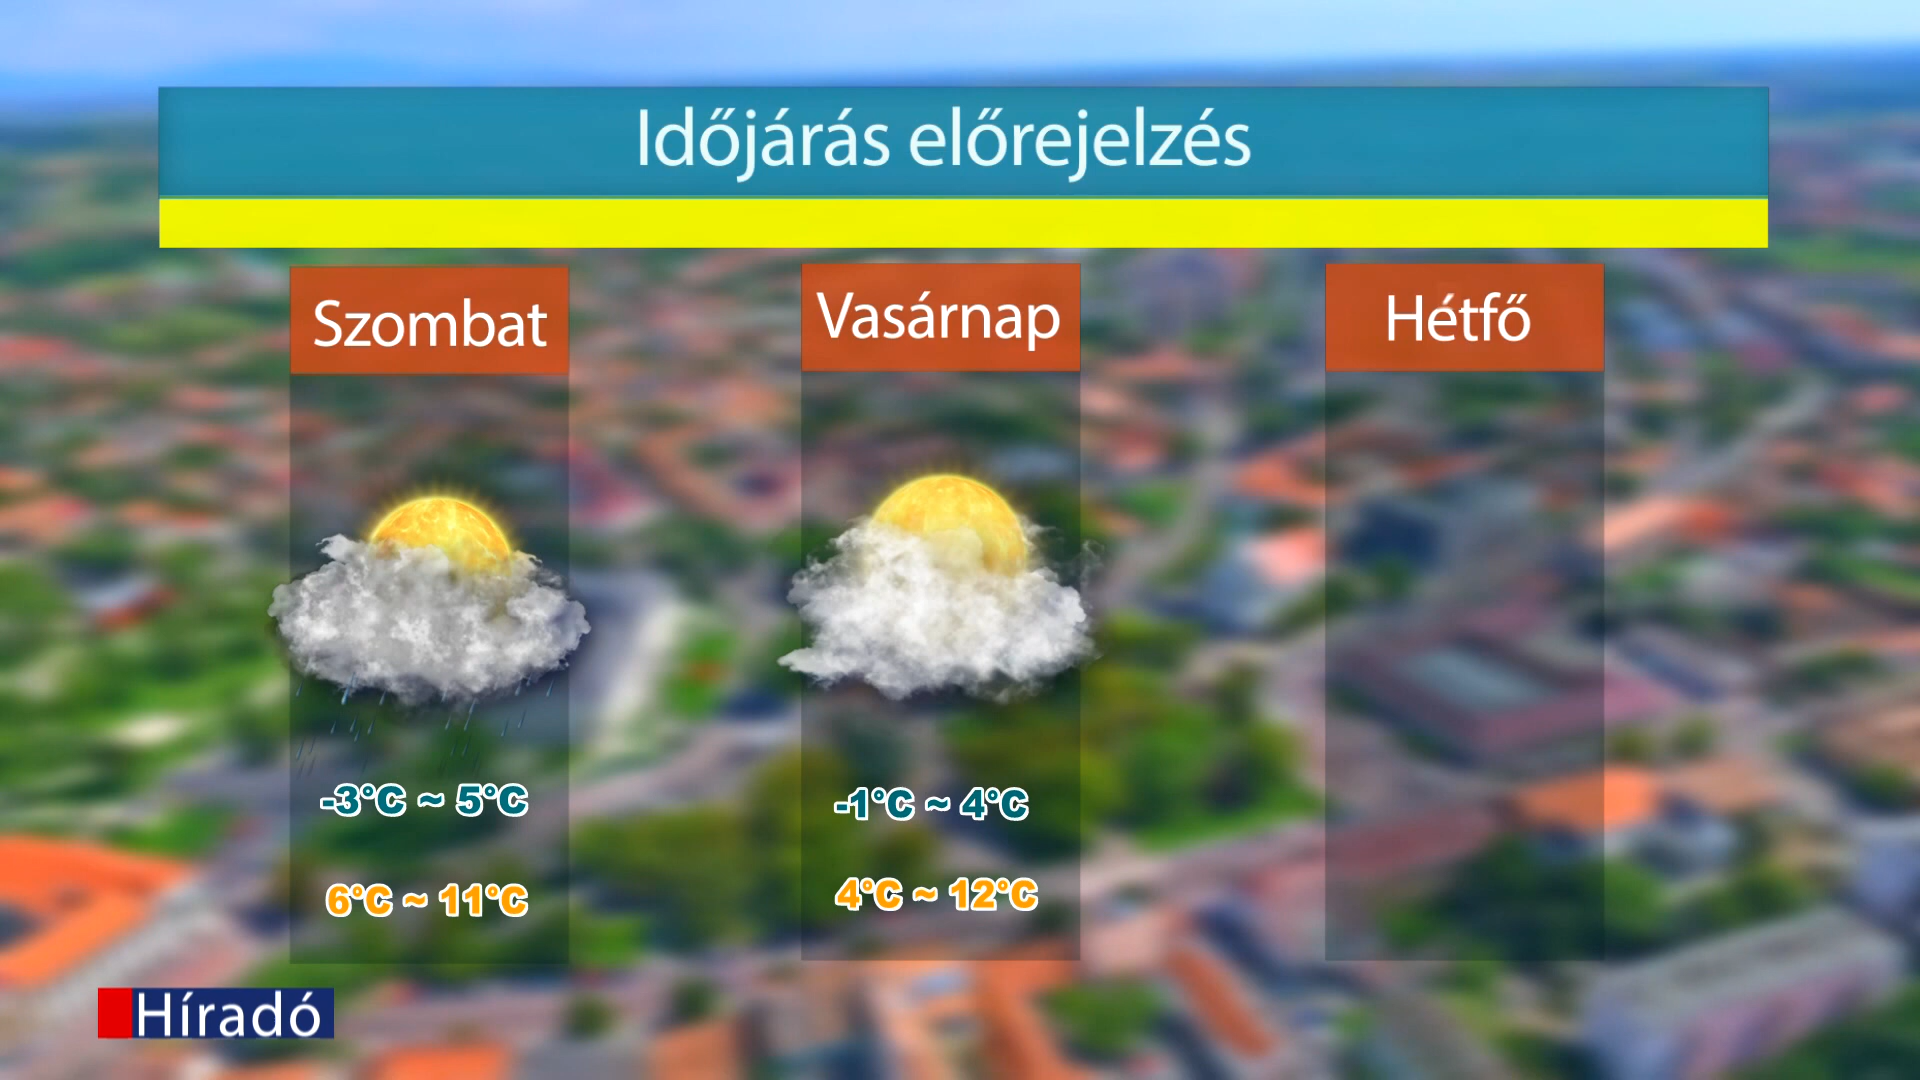 Időjárás előrejelzés
Szombat
Vasárnap
Hétfő
-3°C ~ 5°C
-1°C ~ 4°C
6°C ~ 11°C
4°C ~ 12°C
Híradó